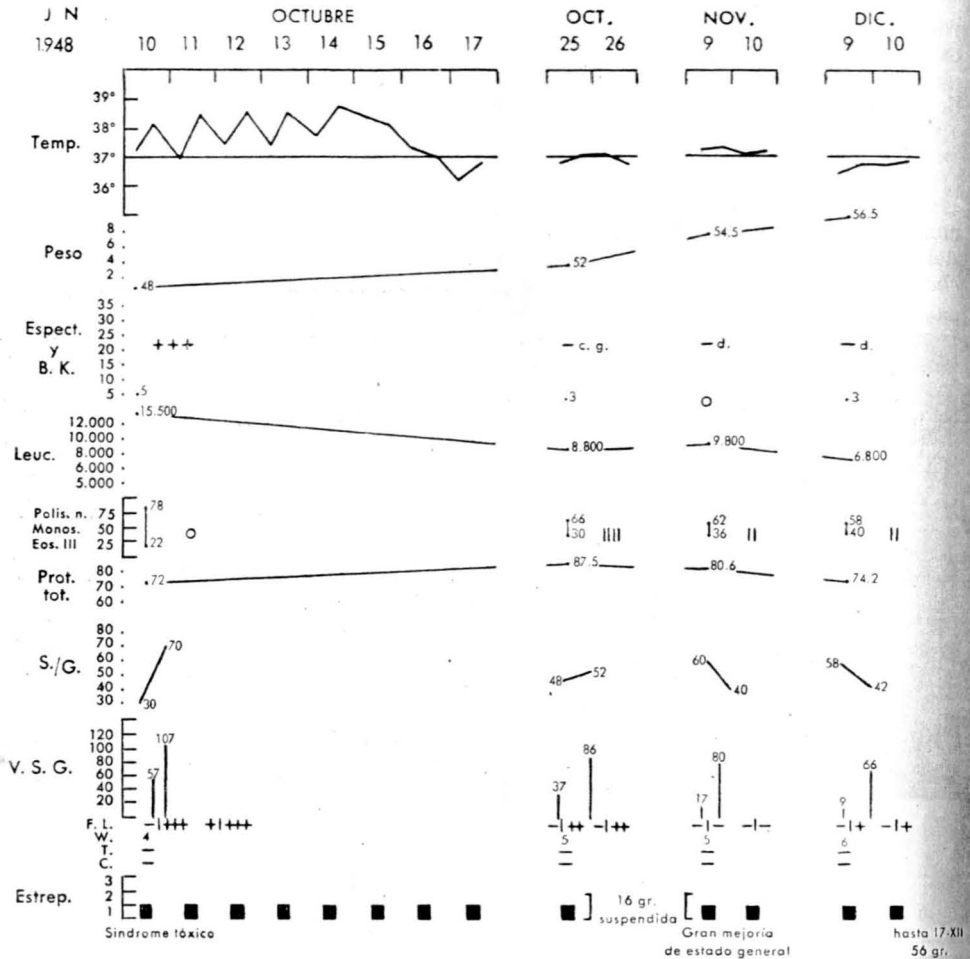 J N OCTUBRE OCT. NOV. DIC.
1948 10 11 12 13 14 15 16 17 25 26 9 10 9 10
39°
Temp. 38°
37°
36°
8
6
Peso 4 52 54.5 56.5
2
.48
35
30
Espect. 25
y 20 + + + – c. g. – d. – d.
B. K. 15
10
5 .5 .3 O .3
.15.500
12.000
10.000
Leuc. 8.000 8.800 9.800 6.800
6.000
5.000
Polis. n. 75 78 66 62 58
Monos. 50 O 30 IIIII 36 II 40 II
Eos. III 25 22
Prot. 80 87.5 80.6 74.2
tot. 70 .72
60
80
70 70
S./G. 60 60 58
50 48 52
40 40 42
30 30
120
100 107
V. S. G. 80 86 80
60 57 66
40 37
20 17 9
F. L. –I+++ +I+++ –I++ –I++ –I– –I– –I+ –I+
W. 4 5 5 6
T. – – – –
C. – – – –
3
Estrep. 2 16 gr.
1 suspendida
Sindrome tóxico Gran mejoría hasta 17-XII
de estado general 56 gr.